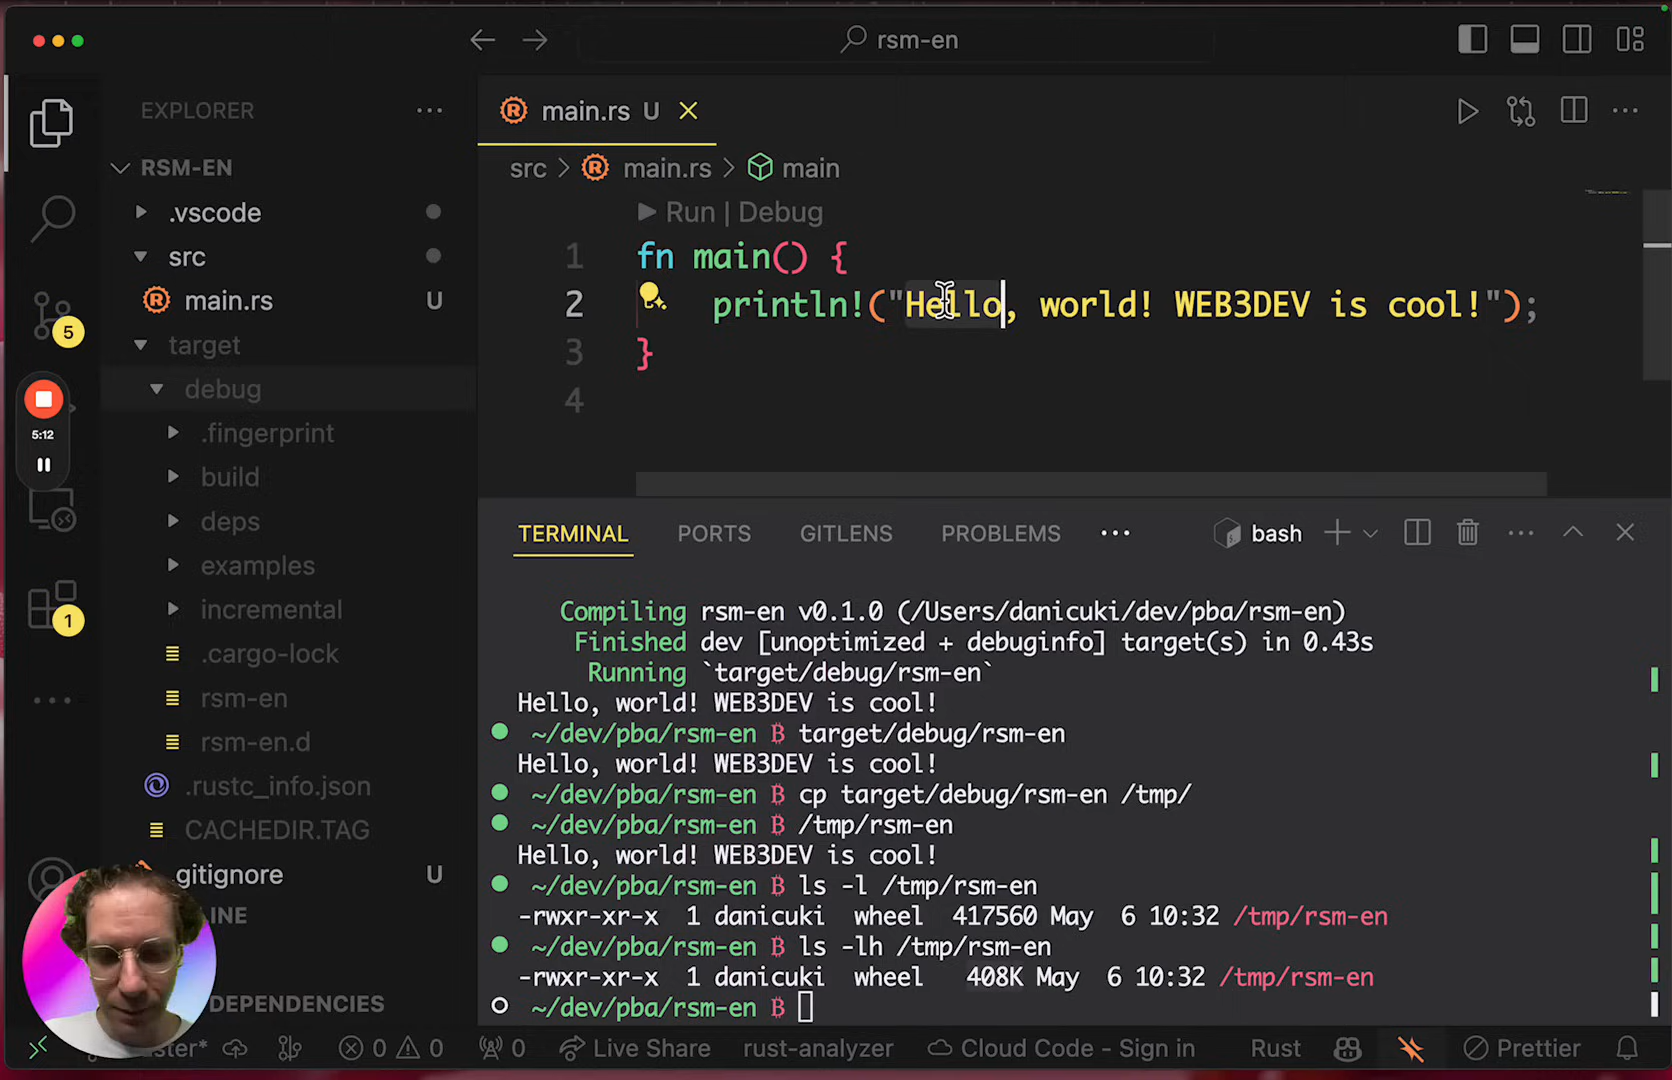 rsm-en
EXPLORER
RSM-EN
.vscode
src
main.rs U
target
debug
.fingerprint
build
deps
examples
incremental
.cargo-lock
rsm-en
rsm-en.d
.rustc_info.json
CACHEDIR.TAG
.gitignore U
LINE
DEPENDENCIES
5
5:12
1
main.rs U
src > main.rs > main
Run | Debug
1 fn main() {
2 println!("Hello, world! WEB3DEV is cool!");
3 }
4
TERMINAL PORTS GITLENS PROBLEMS ... bash
Compiling rsm-en v0.1.0 (/Users/danicuki/dev/pba/rsm-en)
Finished dev [unoptimized + debuginfo] target(s) in 0.43s
Running `target/debug/rsm-en`
Hello, world! WEB3DEV is cool!
~/dev/pba/rsm-en ₿ target/debug/rsm-en
Hello, world! WEB3DEV is cool!
~/dev/pba/rsm-en ₿ cp target/debug/rsm-en /tmp/
~/dev/pba/rsm-en ₿ /tmp/rsm-en
Hello, world! WEB3DEV is cool!
~/dev/pba/rsm-en ₿ ls -l /tmp/rsm-en
-rwxr-xr-x 1 danicuki wheel 417560 May 6 10:32 /tmp/rsm-en
~/dev/pba/rsm-en ₿ ls -lh /tmp/rsm-en
-rwxr-xr-x 1 danicuki wheel 408K May 6 10:32 /tmp/rsm-en
~/dev/pba/rsm-en ₿
ster* 0 0 0 Live Share rust-analyzer Cloud Code - Sign in Rust Prettier